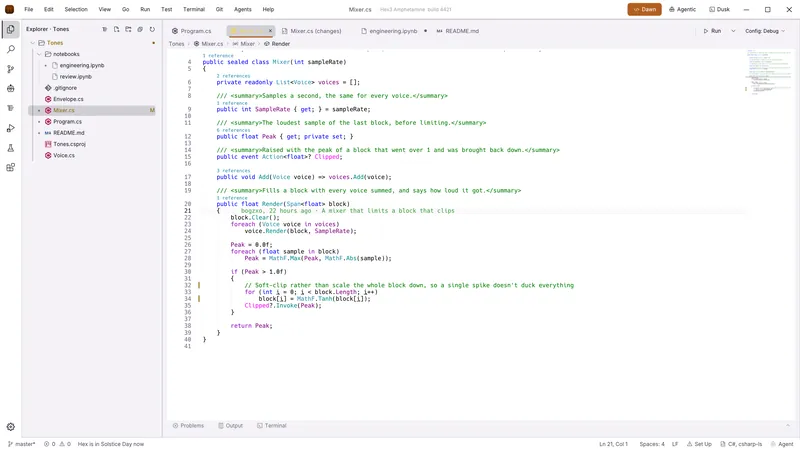 File Edit Selection View Go Run Test Terminal Git Agents Help
Mixer.cs Hex3 Amphetamine build 4421
Dawn Agentic Dusk
Explorer · Tones
Tones
notebooks
engineering.ipynb
review.ipynb
.gitignore
Envelope.cs
Mixer.cs M
Program.cs
README.md
Tones.csproj
Voice.cs
Program.cs Mixer.cs (changes) engineering.ipynb README.md
Run Config: Debug
Tones Mixer.cs Mixer Render
1 reference
4 public sealed class Mixer(int sampleRate)
5 {
3 references
6 private readonly List<Voice> voices = [];
7
8 /// <summary>Samples a second, the same for every voice.</summary>
1 reference
9 public int SampleRate { get; } = sampleRate;
10
11 /// <summary>The loudest sample of the last block, before limiting.</summary>
6 references
12 public float Peak { get; private set; }
13
14 /// <summary>Raised with the peak of a block that went over 1 and was brought back down.</summary>
15 public event Action<float>? Clipped;
16
3 references
17 public void Add(Voice voice) => voices.Add(voice);
18
19 /// <summary>Fills a block with every voice summed, and says how loud it got.</summary>
5 references
20 public float Render(Span<float> block)
21 { bogzxo, 22 hours ago · A mixer that limits a block that clips
22 block.Clear();
23 foreach (Voice voice in voices)
24 voice.Render(block, SampleRate);
25
26 Peak = 0.0f;
27 foreach (float sample in block)
28 Peak = MathF.Max(Peak, MathF.Abs(sample));
29
30 if (Peak > 1.0f)
31 {
32 // Soft-clip rather than scale the whole block down, so a single spike doesn't duck everything
33 for (int i = 0; i < block.Length; i++)
34 block[i] = MathF.Tanh(block[i]);
35 Clipped?.Invoke(Peak);
36 }
37
38 return Peak;
39 }
40 }
41
Problems Output Terminal
master* 0 0 Hex is in Solstice Day now
Ln 21, Col 1 Spaces: 4 LF Set Up C#, csharp-ls Agent